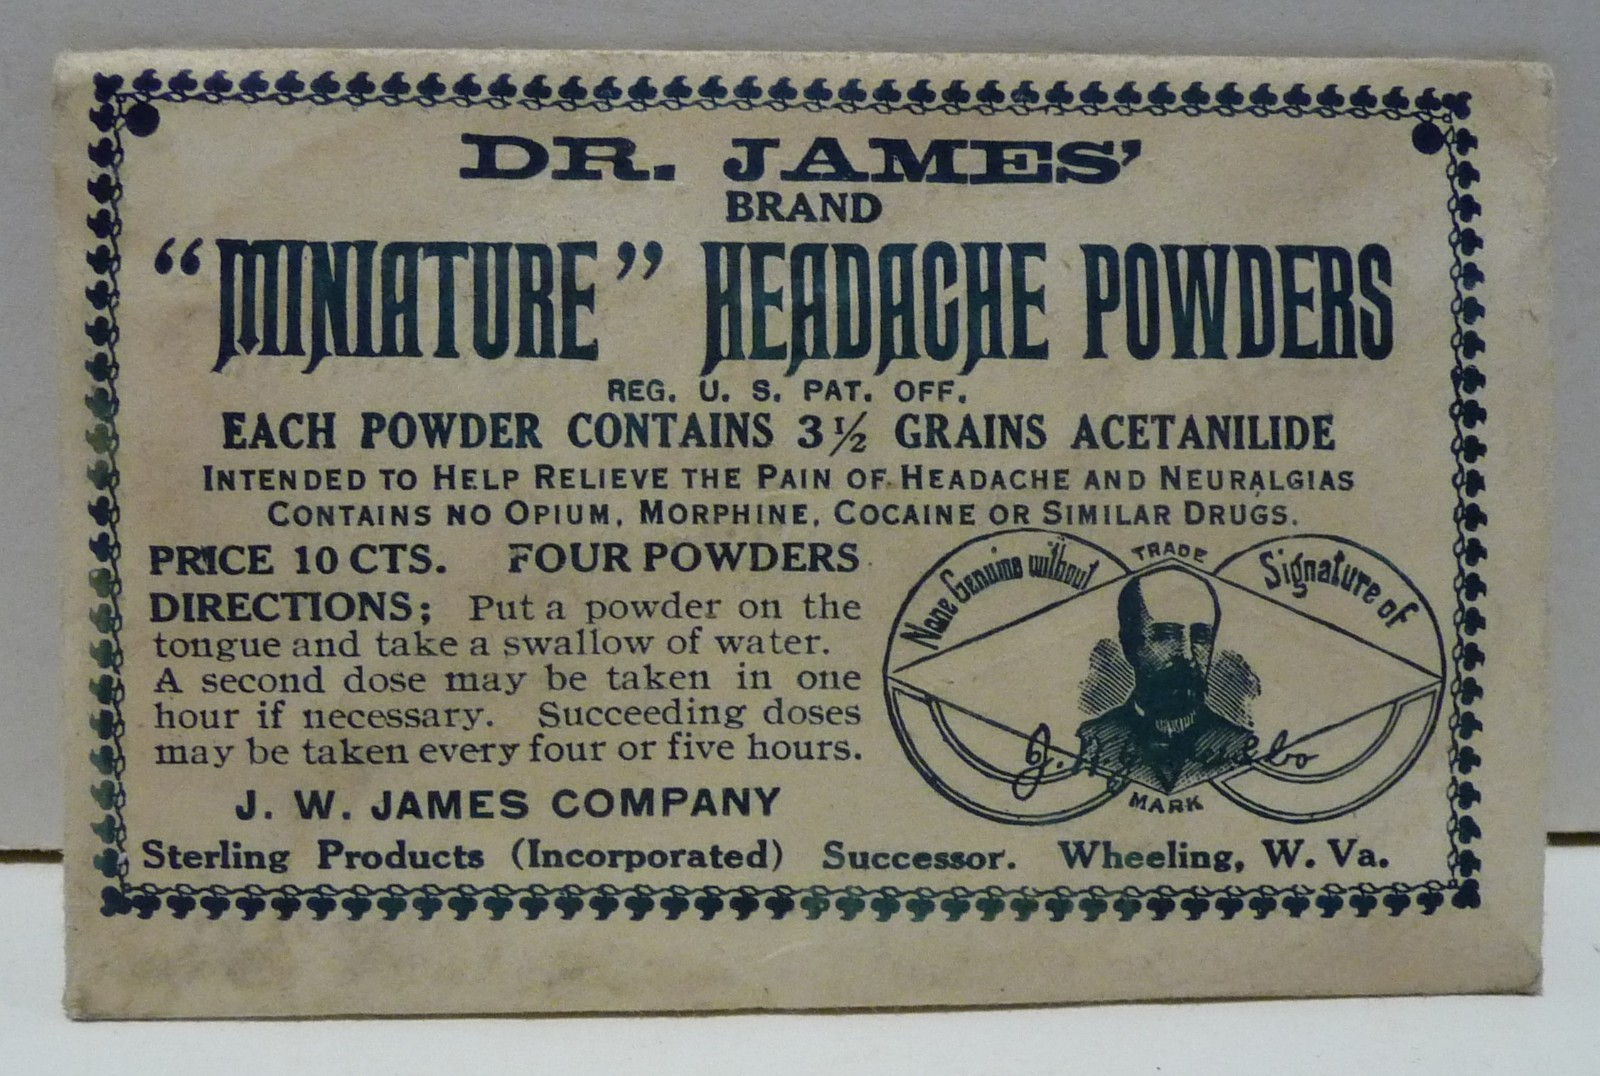 DR. JAMES'
BRAND
“MINIATURE” HEADACHE POWDERS
REG. U. S. PAT. OFF.
EACH POWDER CONTAINS 3½ GRAINS ACETANILIDE
INTENDED TO HELP RELIEVE THE PAIN OF HEADACHE AND NEURALGIAS
CONTAINS NO OPIUM, MORPHINE, COCAINE OR SIMILAR DRUGS.
PRICE 10 CTS. FOUR POWDERS
DIRECTIONS; Put a powder on the
tongue and take a swallow of water.
A second dose may be taken in one
hour if necessary. Succeeding doses
may be taken every four or five hours.
J. W. JAMES COMPANY
Sterling Products (Incorporated) Successor. Wheeling, W. Va.
None Genuine without
TRADE
Signature of
J. W. & Co
MARK